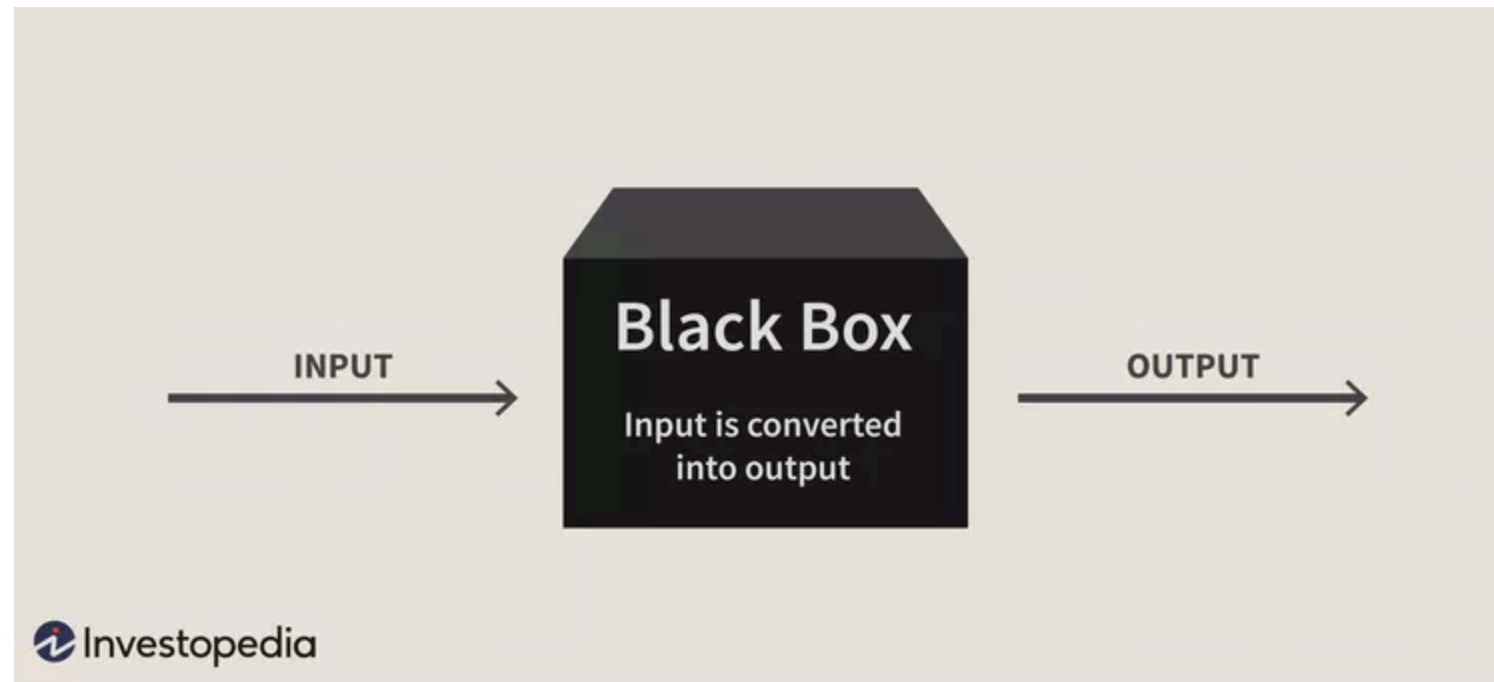 Black Box
INPUT
OUTPUT
Input is converted
into output
Investopedia